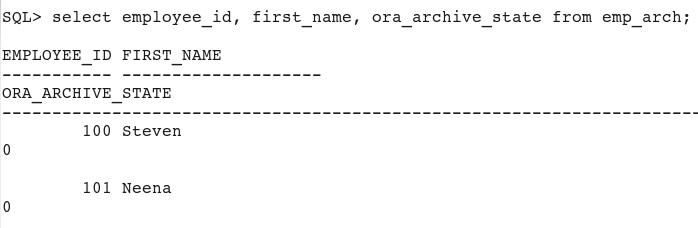 SQL> select employee_id, first_name, ora_archive_state from emp_arch;
EMPLOYEE_ID FIRST_NAME
----------- --------------------
ORA_ARCHIVE_STATE
--------------------------------------------------------------------------------
        100 Steven
0
        101 Neena
0